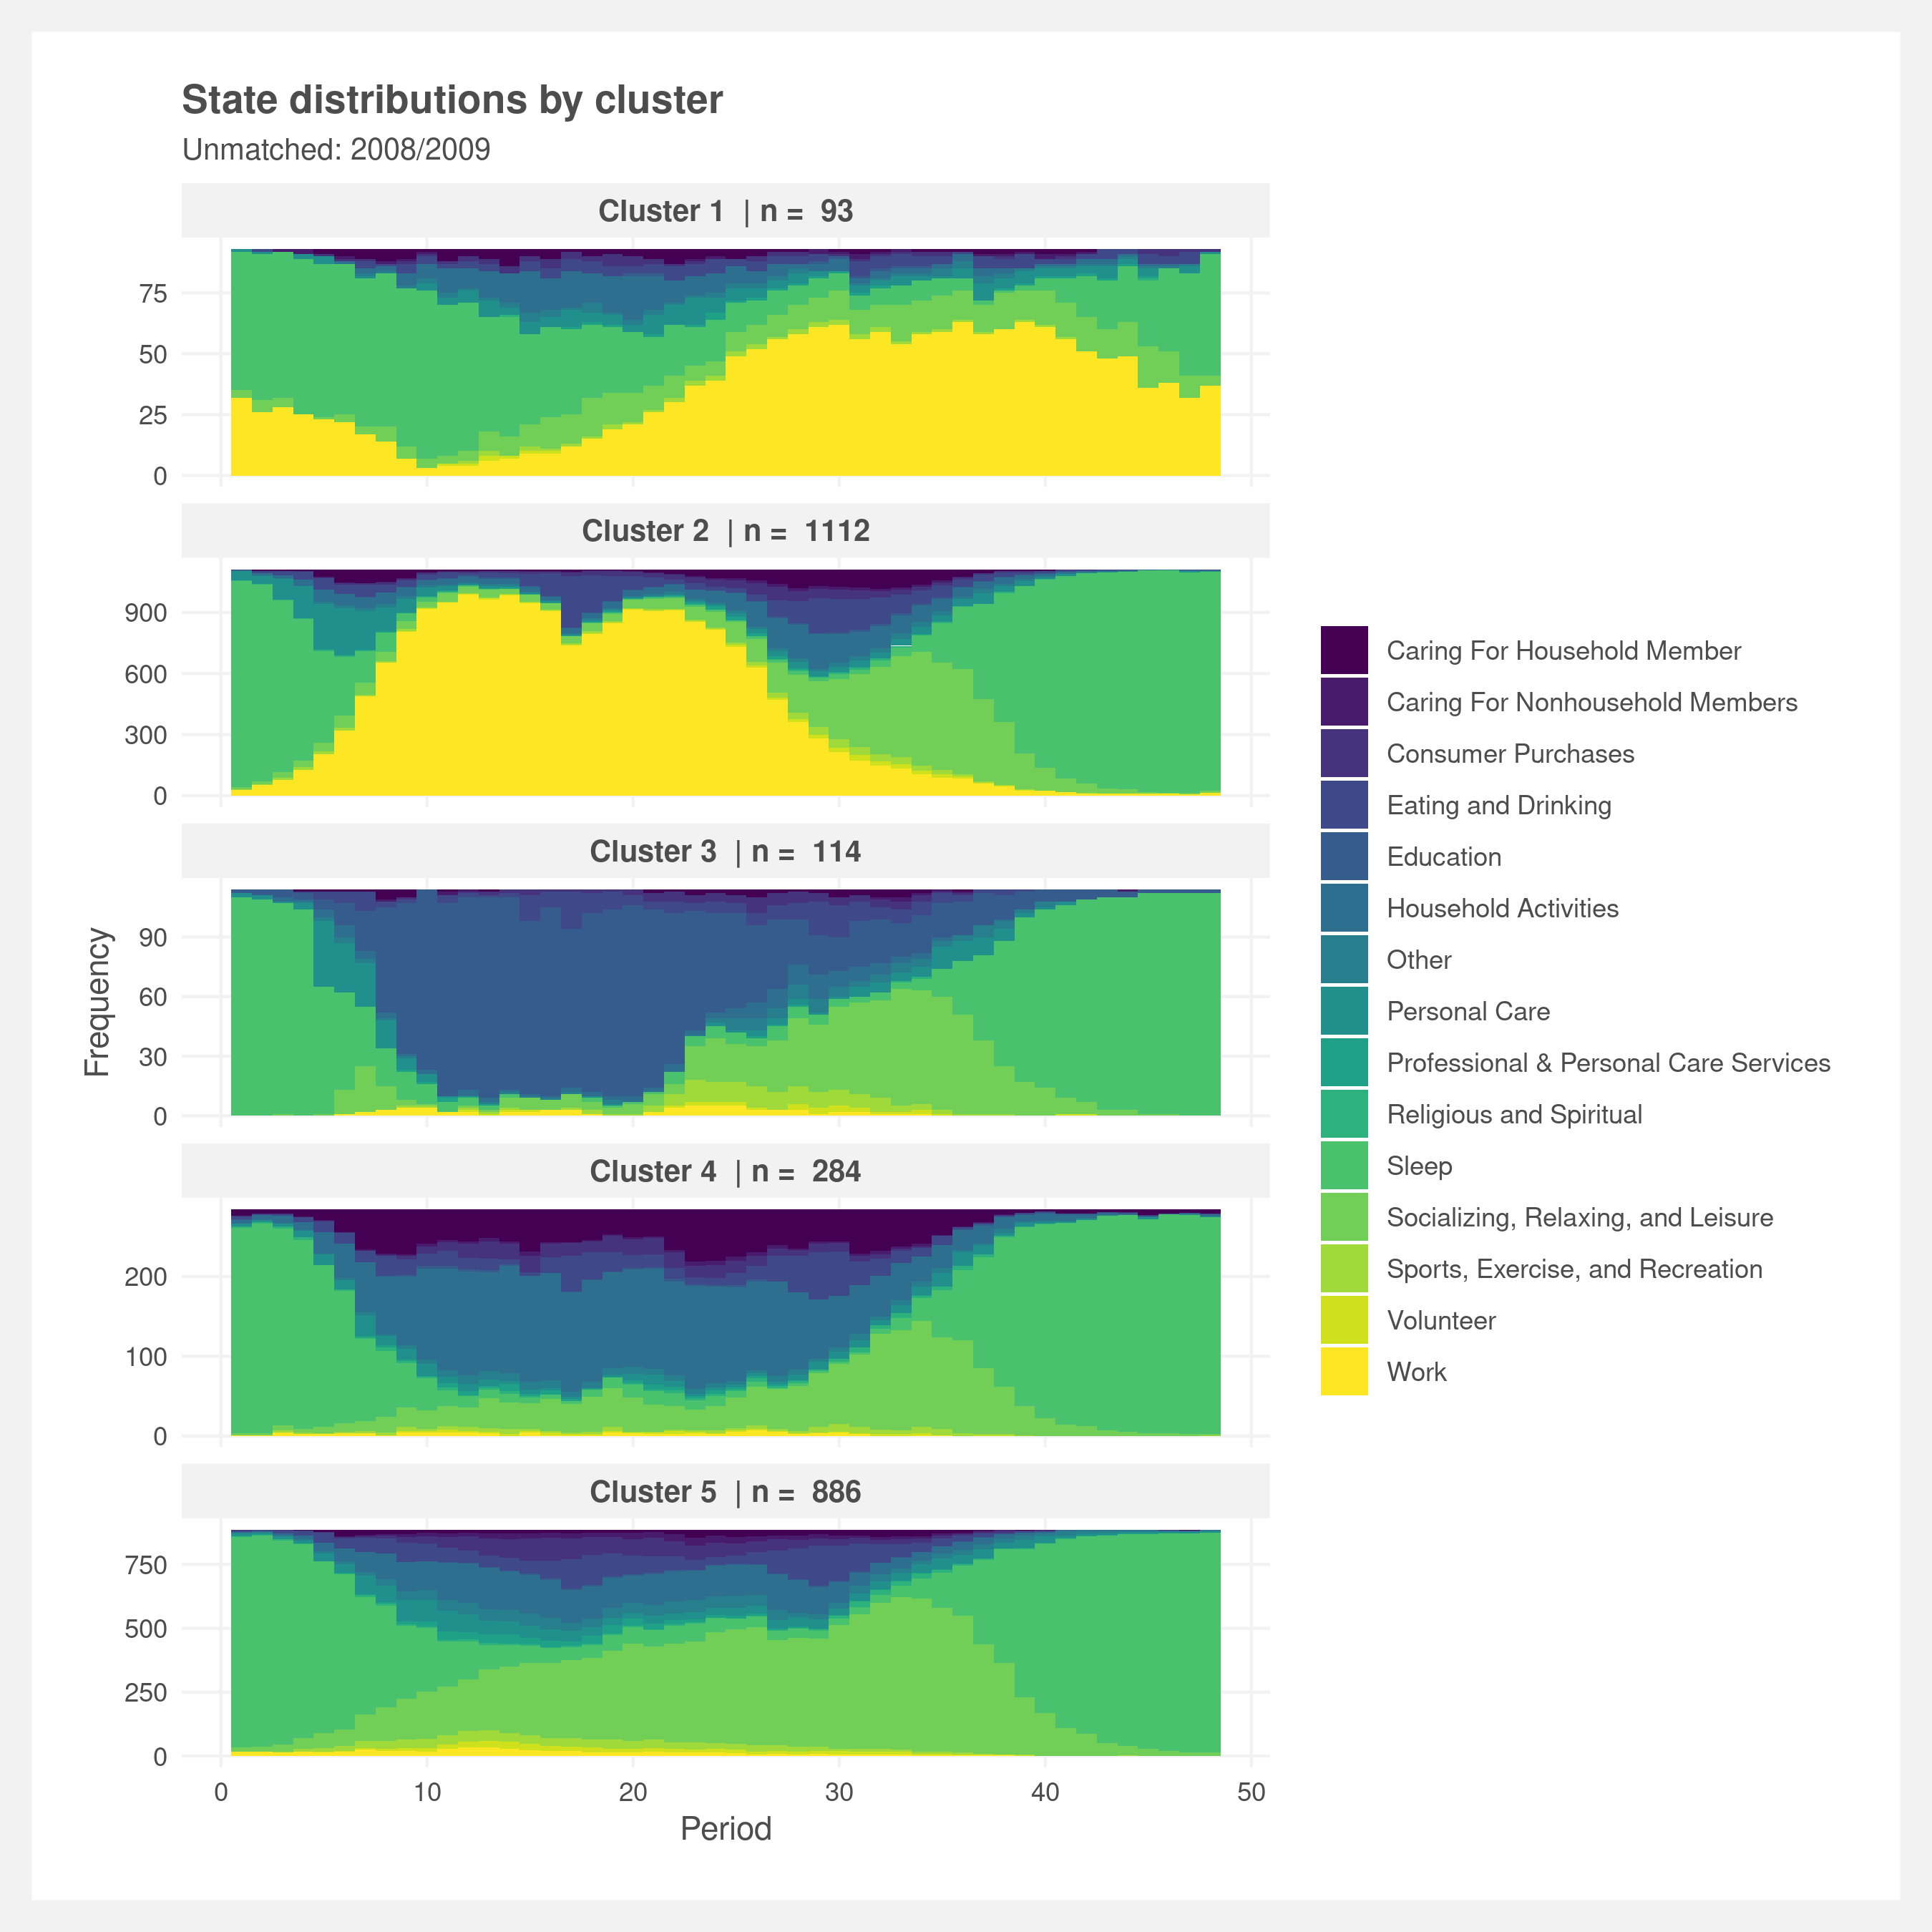 State distributions by cluster
Unmatched: 2008/2009
Cluster 1 | n = 93
75
50
25
0
Cluster 2 | n = 1112
900
600
300
0
Cluster 3 | n = 114
90
60
30
0
Cluster 4 | n = 284
200
100
0
Cluster 5 | n = 886
750
500
250
0
0 10 20 30 40 50
Period
Frequency
Caring For Household Member
Caring For Nonhousehold Members
Consumer Purchases
Eating and Drinking
Education
Household Activities
Other
Personal Care
Professional & Personal Care Services
Religious and Spiritual
Sleep
Socializing, Relaxing, and Leisure
Sports, Exercise, and Recreation
Volunteer
Work